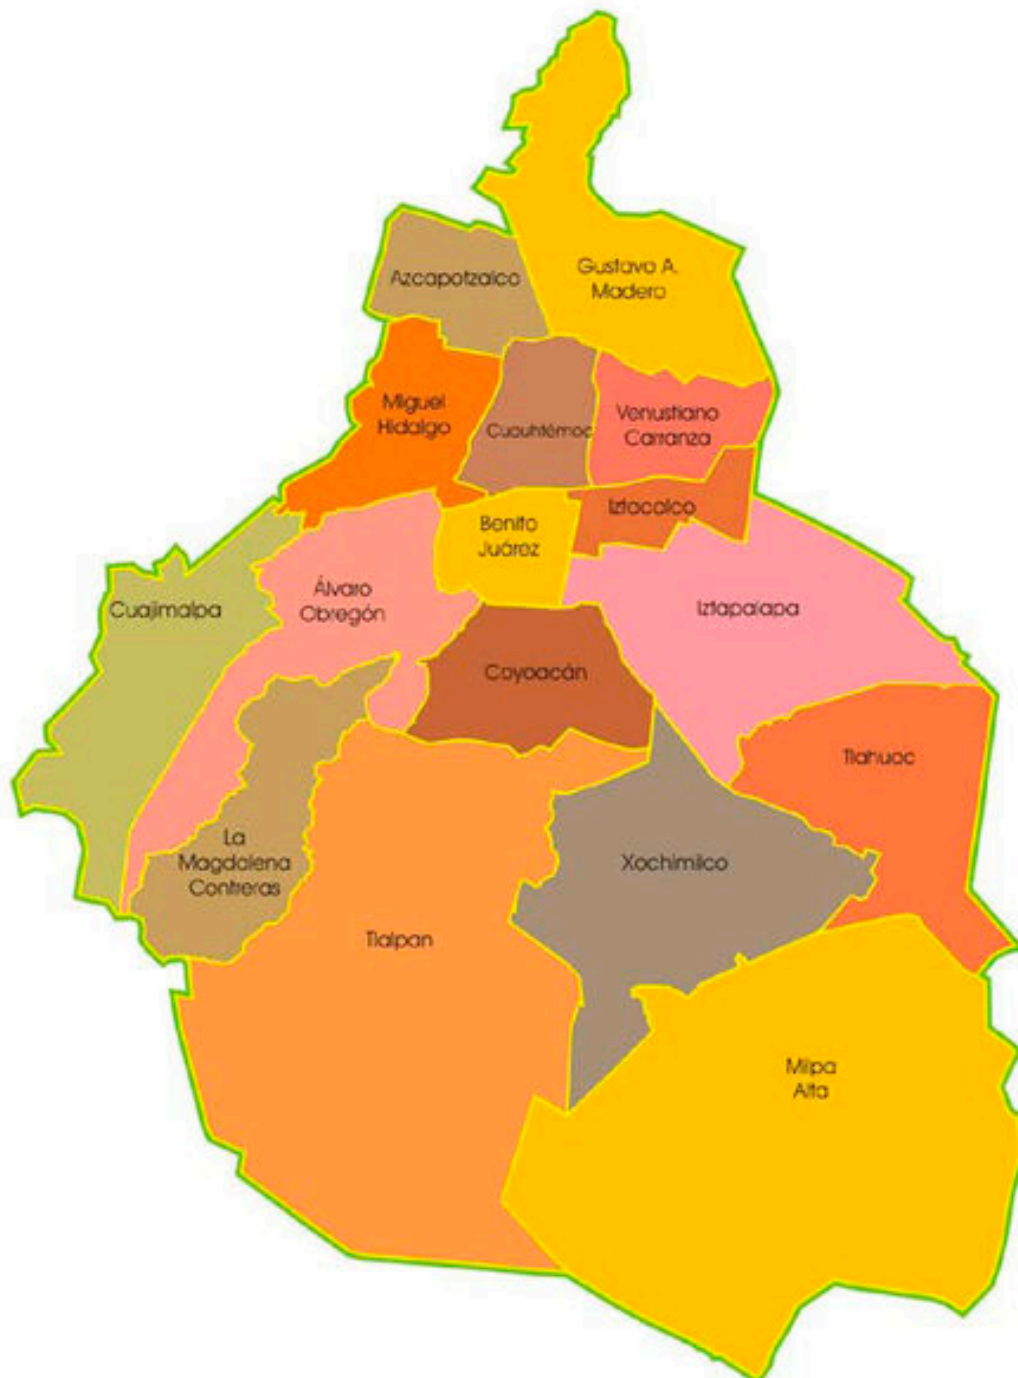 Gustavo A.
Madero
Azcapotzalco
Miguel
Hidalgo
Cuauhtémoc
Venustiano
Carranza
Iztacalco
Benito
Juárez
Cuajimalpa
Álvaro
Obregón
Iztapalapa
Coyoacán
Tlahuac
La
Magdalena
Contreras
Xochimilco
Tlalpan
Milpa
Alta